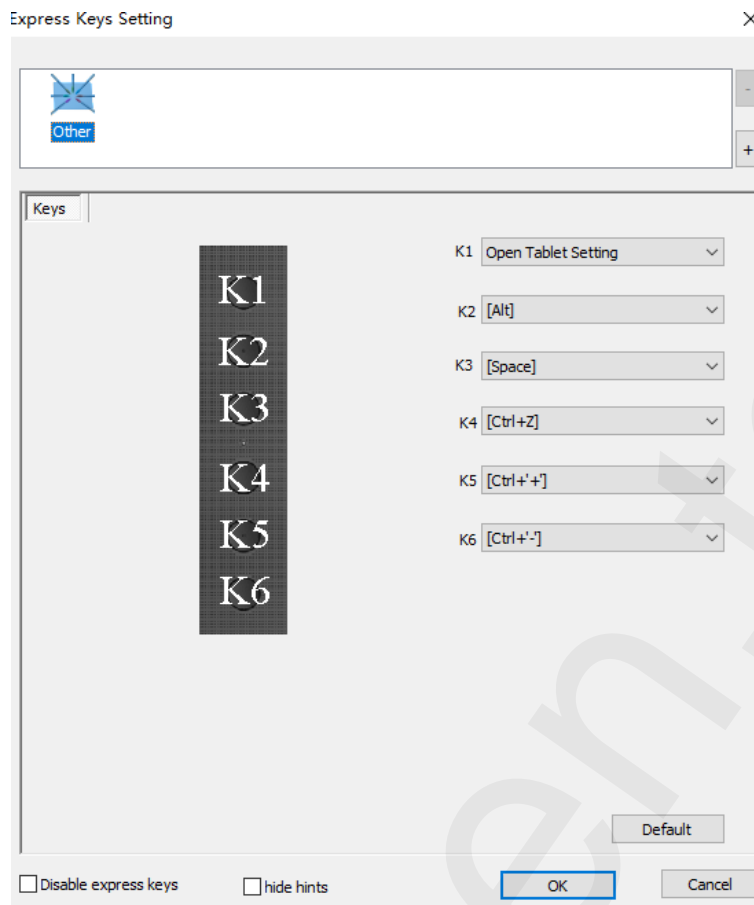 Express Keys Setting
Other
Keys
K1 K1 Open Tablet Setting
K2 K2 [Alt]
K3 K3 [Space]
K4 K4 [Ctrl+Z]
K5 K5 [Ctrl+'+']
K6 K6 [Ctrl+'-']
Default
Disable express keys hide hints OK Cancel